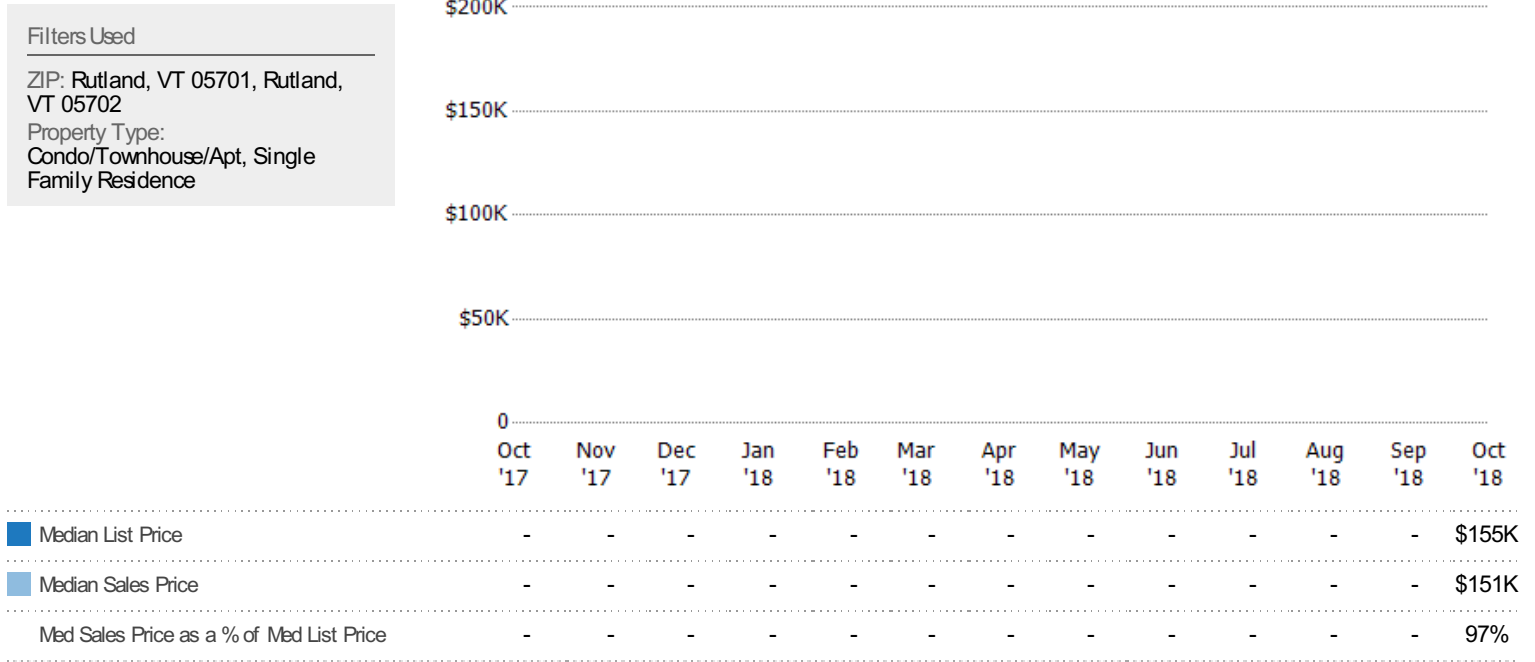 Filters Used
ZIP: Rutland, VT 05701, Rutland,
VT 05702
Property Type:
Condo/Townhouse/Apt, Single
Family Residence
$200K
$150K
$100K
$50K
0
Oct Nov Dec Jan Feb Mar Apr May Jun Jul Aug Sep Oct
'17 '17 '17 '18 '18 '18 '18 '18 '18 '18 '18 '18 '18
Median List Price - - - - - - - - - - - - $155K
Median Sales Price - - - - - - - - - - - - $151K
Med Sales Price as a % of Med List Price - - - - - - - - - - - - 97%